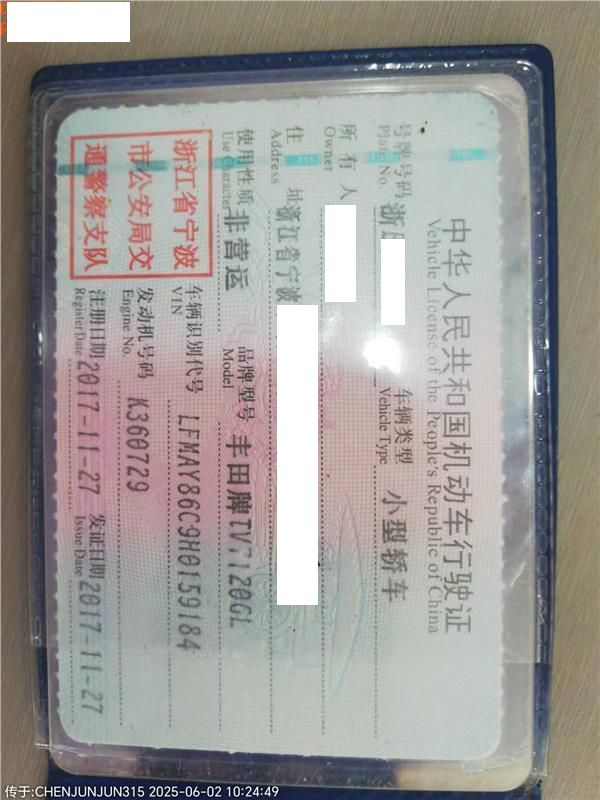 中华人民共和国机动车行驶证
Vehicle License of the People's Republic of China
号牌号码 浙
Plate No.
车辆类型 小型轿车
Vehicle Type
所有人
Owner
住址 浙江省宁波
Address
使用性质 非营运
Use Character
品牌型号 丰田牌TV7120GL
Model
浙江省宁波
市公安局交
通警察支队
车辆识别代号 LFMAY86C9H0159184
VIN
发动机号码 K360729
Engine No.
注册日期 2017-11-27
Register Date
发证日期 2017-11-27
Issue Date
传于:CHENJUNJUN315 2025-06-02 10:24:49